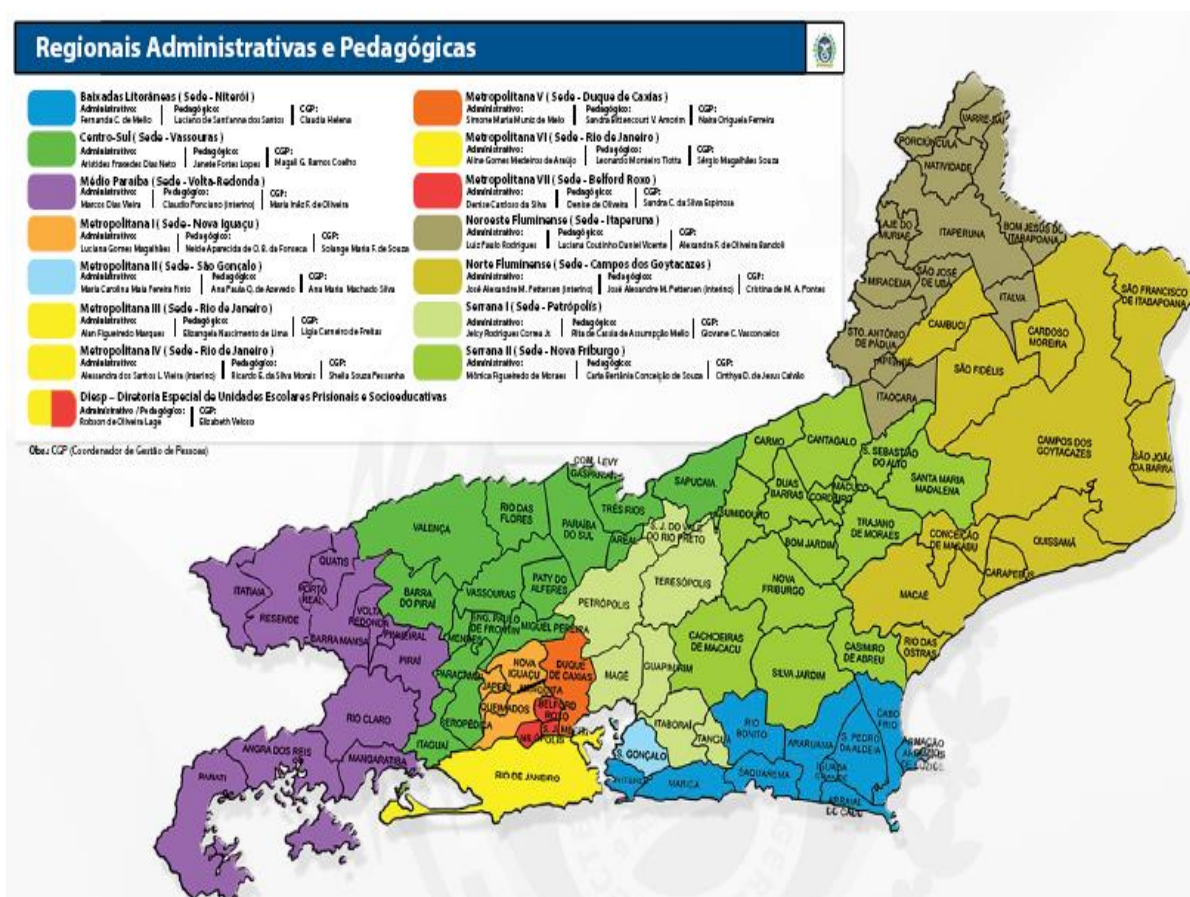 Regionais Administrativas e Pedagógicas
Baixadas Litorâneas ( Sede - Niterói )
Administrativo: Pedagógico: CGP:
Fernanda C. de Mello Luciano de Sant'anna dos Santos Claudia Helena
Centro-Sul ( Sede - Vassouras )
Administrativo: Pedagógico: CGP:
Aristides Fraxedes Dias Neto Janete Fortes Lopes Magali G. Ramos Coelho
Médio Paraíba ( Sede - Volta-Redonda )
Administrativo: Pedagógico: CGP:
Marcos Dias Vieira Claudio Ponciano (Interino) Maria Inêz F. de Oliveira
Metropolitana I ( Sede - Nova Iguaçu )
Administrativo: Pedagógico: CGP:
Luciana Gomes Magalhães Neide Aparecida de O. B. da Fonseca Solange Maria F. de Souza
Metropolitana II ( Sede - São Gonçalo )
Administrativo: Pedagógico: CGP:
Maria Carolina Maia Ferreira Pinto Ana Paula Q. de Azevedo Ana Maria Machado Silva
Metropolitana III ( Sede - Rio de Janeiro )
Administrativo: Pedagógico: CGP:
Alan Figueiredo Marques Elizangela Nascimento de Lima Ligia Carneiro de Freitas
Metropolitana IV ( Sede - Rio de Janeiro )
Administrativo: Pedagógico: CGP:
Alessandra dos Santos L. Vieira (Interino) Ricardo E. da Silva Morais Sheila Souza Pessanha
Diesp – Diretoria Especial de Unidades Escolares Prisionais e Socioeducativas
Administrativo / Pedagógico: CGP:
Robson de Oliveira Lage Elizabeth Veloso
Obs.: CGP (Coordenador de Gestão de Pessoas)
Metropolitana V ( Sede - Duque de Caxias )
Administrativo: Pedagógico: CGP:
Simone Maria Muniz de Melo Sandra Bittencourt V. Amorim Naira Origuela Ferreira
Metropolitana VI ( Sede - Rio de Janeiro )
Administrativo: Pedagógico: CGP:
Aline Gomes Medeiros de Araújo Leonardo Monteiro Sérgio Magalhães Souza
Metropolitana VII ( Sede - Belford Roxo )
Administrativo: Pedagógico: CGP:
Denise Cardoso da Silva Denise de Oliveira Sandra C. da Silva Espinosa
Noroeste Fluminense ( Sede - Itaperuna )
Administrativo: Pedagógico: CGP:
Luiz Paulo Rodrigues Luciana Coutinho Daniel Vicente Alexandra F. de Oliveira Bandoli
Norte Fluminense ( Sede - Campos do Goytacazes )
Administrativo: Pedagógico: CGP:
José Alexandre M. Pettersen (Interino) José Alexandre M. Pettersen (Interino) Cristina de M. A. Pontes
Serrana I ( Sede - Petrópolis )
Administrativo: Pedagógico: CGP:
Jelcy Rodrigues Correa Jr. Rita de Cassia de Assumpção Mello Giovane C. Vasconcelos
Serrana II ( Sede - Nova Friburgo )
Administrativo: Pedagógico: CGP:
Mônica Figueiredo de Moraes Carla Bertânia Conceição de Souza Cinthya D. de Jesus Calvão
VARRE-SAI
PORCIÚNCULA
NATIVIDADE
LAJE DO
MURIAÉ
ITAPERUNA
BOM JESUS DE
ITABAPOANA
MIRACEMA
SÃO JOSÉ
DE UBÁ
ITALVA
STO. ANTÔNIO
DE PÁDUA
APERIBÉ
ITAOCARA
CAMBUCI
CARDOSO
MOREIRA
SÃO FRANCISCO
DE ITABAPOANA
SÃO FIDÉLIS
CAMPOS DOS
GOYTACAZES
SÃO JOÃO
DA BARRA
CONCEIÇÃO
DE MACABU
QUISSAMÃ
CARAPEBUS
MACAÉ
RIO DAS
OSTRAS
CARMO
CANTAGALO
S. SEBASTIÃO
DO ALTO
SANTA MARIA
MADALENA
DUAS
BARRAS
MACUCO
CORDEIRO
SUMIDOURO
BOM JARDIM
TRAJANO
DE MORAES
NOVA
FRIBURGO
CACHOEIRAS
DE MACACU
SILVA JARDIM
CASIMIRO
DE ABREU
COM. LEVY
GASPARIAN
SAPUCAIA
TRÊS RIOS
AREAL
PARAÍBA
DO SUL
RIO DAS
FLORES
VALENÇA
BARRA
DO PIRAÍ
VASSOURAS
PATY DO
ALFERES
ENG. PAULO
DE FRONTIN
MIGUEL PEREIRA
MENDES
PARACAMBI
SEROPÉDICA
ITAGUAÍ
S. J. DO VALE
DO RIO PRETO
TERESÓPOLIS
PETRÓPOLIS
MAGÉ
GUAPIMIRIM
ITABORAÍ
TANGUÁ
QUATIS
ITATIAIA
PORTO
REAL
RESENDE
VOLTA
REDONDA
BARRA MANSA
PINHEIRAL
PIRAÍ
RIO CLARO
ANGRA DOS REIS
MANGARATIBA
PARATI
NOVA
IGUAÇU
DUQUE
DE CAXIAS
JAPERI
MESQUITA
QUEIMADOS
BELFORD
ROXO
RIO DE JANEIRO
S. GONÇALO
NITERÓI
MARICÁ
SAQUAREMA
RIO
BONITO
ARARUAMA
S. PEDRO
DA ALDEIA
IGUABA
GRANDE
CABO
FRIO
ARRAIAL
DO CABO